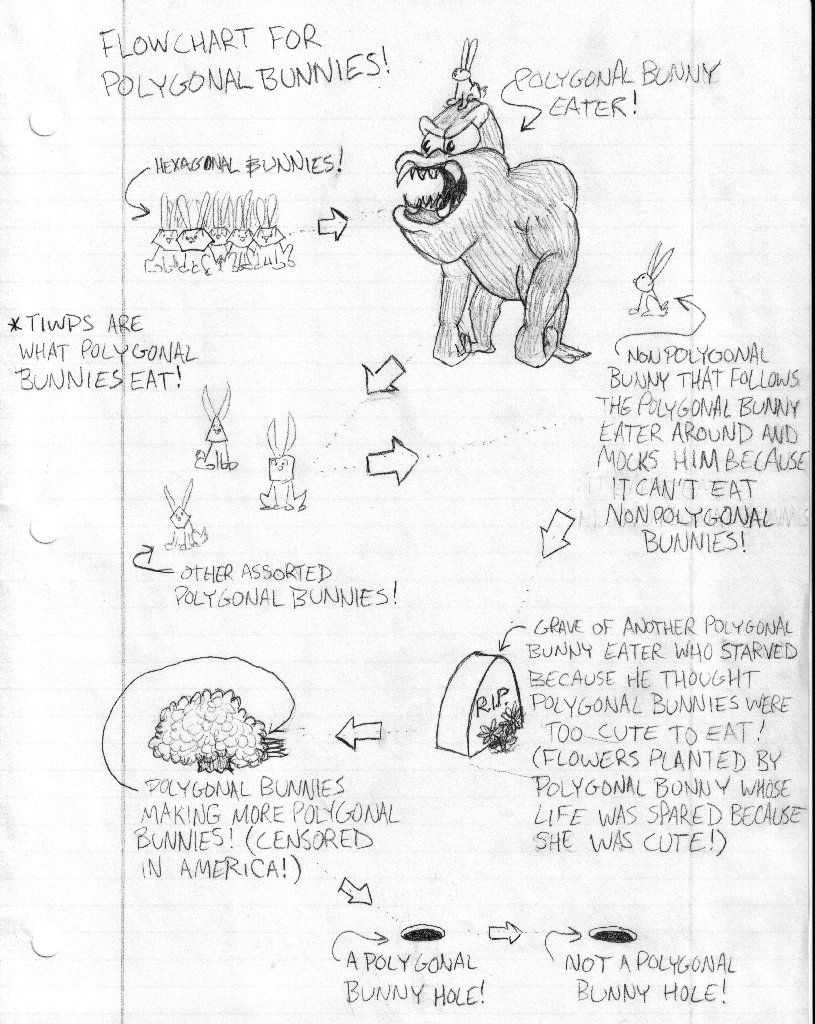 FLOWCHART FOR
POLYGONAL BUNNIES!
POLYGONAL BUNNY
EATER!
HEXAGONAL BUNNIES!
*TIWPS ARE
WHAT POLYGONAL
BUNNIES EAT!
NONPOLYGONAL
BUNNY THAT FOLLOWS
THE POLYGONAL BUNNY
EATER AROUND AND
MOCKS HIM BECAUSE
IT CAN'T EAT
NONPOLYGONAL
BUNNIES!
OTHER ASSORTED
POLYGONAL BUNNIES!
GRAVE OF ANOTHER POLYGONAL
BUNNY EATER WHO STARVED
BECAUSE HE THOUGHT
POLYGONAL BUNNIES WERE
TOO CUTE TO EAT!
(FLOWERS PLANTED BY
POLYGONAL BUNNY WHOSE
LIFE WAS SPARED BECAUSE
SHE WAS CUTE!)
R.I.P
POLYGONAL BUNNIES
MAKING MORE POLYGONAL
BUNNIES! (CENSORED
IN AMERICA!)
A POLYGONAL
BUNNY HOLE!
NOT A POLYGONAL
BUNNY HOLE!